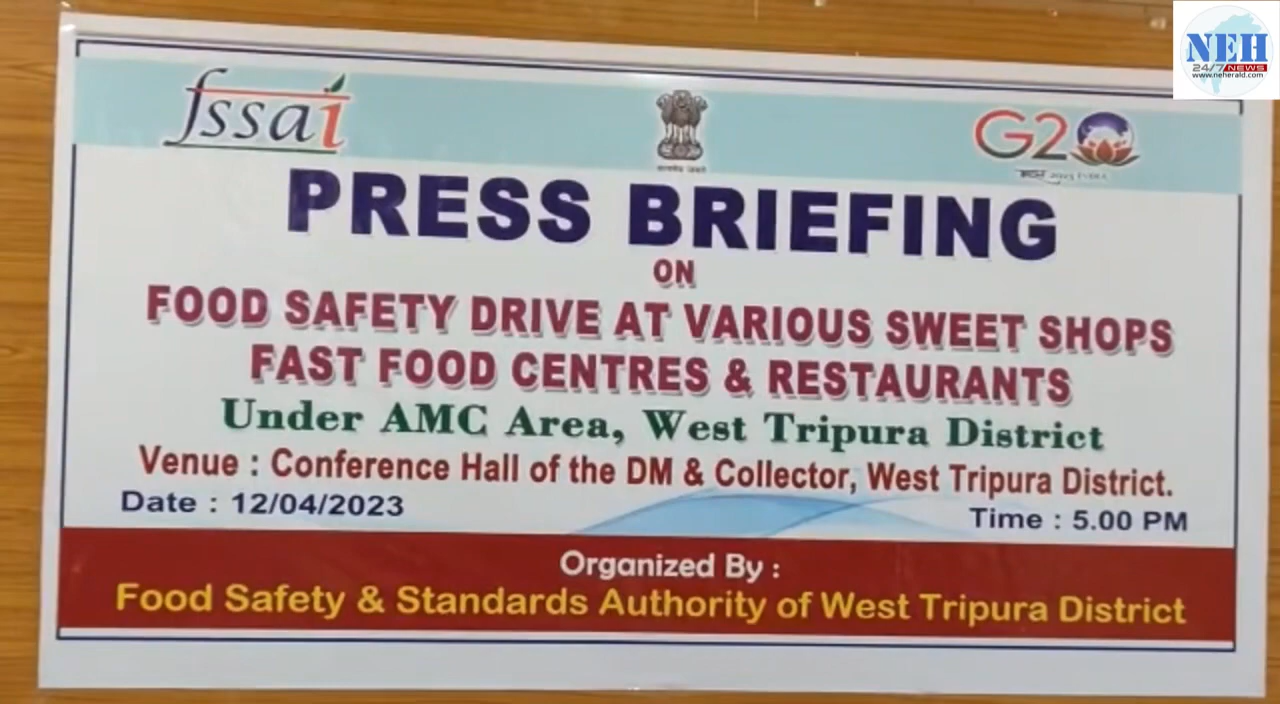 NEH
24/7 NEWS
www.neherald.com
fssai
G20
PRESS BRIEFING
ON
FOOD SAFETY DRIVE AT VARIOUS SWEET SHOPS
FAST FOOD CENTRES & RESTAURANTS
Under AMC Area, West Tripura District
Venue : Conference Hall of the DM & Collector, West Tripura District.
Date : 12/04/2023
Time : 5.00 PM
Organized By :
Food Safety & Standards Authority of West Tripura District